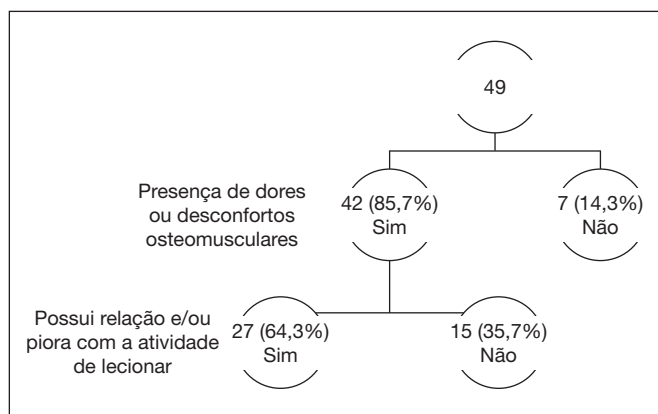 49
Presença de dores
ou desconfortos
osteomusculares
42 (85,7%)
Sim
7 (14,3%)
Não
Possui relação e/ou
piora com a atividade
de lecionar
27 (64,3%)
Sim
15 (35,7%)
Não